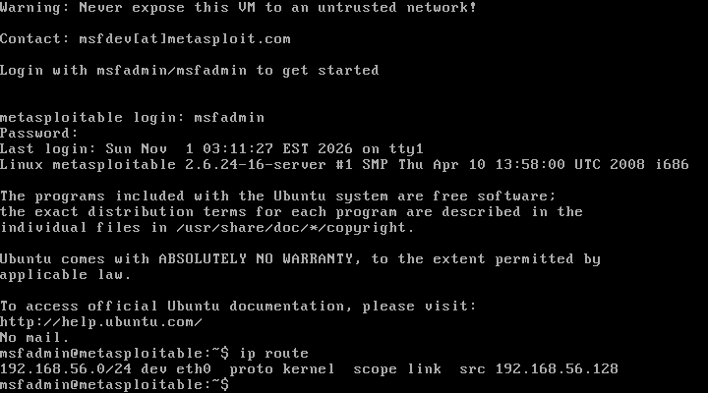 Warning: Never expose this VM to an untrusted network!
Contact: msfdev[at]metasploit.com
Login with msfadmin/msfadmin to get started
metasploitable login: msfadmin
Password:
Last login: Sun Nov  1 03:11:27 EST 2026 on tty1
Linux metasploitable 2.6.24-16-server #1 SMP Thu Apr 10 13:58:00 UTC 2008 i686
The programs included with the Ubuntu system are free software;
the exact distribution terms for each program are described in the
individual files in /usr/share/doc/*/copyright.
Ubuntu comes with ABSOLUTELY NO WARRANTY, to the extent permitted by
applicable law.
To access official Ubuntu documentation, please visit:
http://help.ubuntu.com/
No mail.
msfadmin@metasploitable:~$ ip route
192.168.56.0/24 dev eth0  proto kernel  scope link  src 192.168.56.128
msfadmin@metasploitable:~$